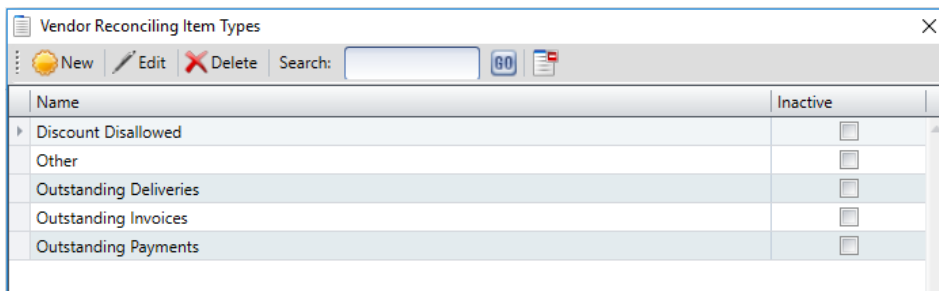 Vendor Reconciling Item Types
New Edit Delete Search: GO
Name Inactive
Discount Disallowed
Other
Outstanding Deliveries
Outstanding Invoices
Outstanding Payments